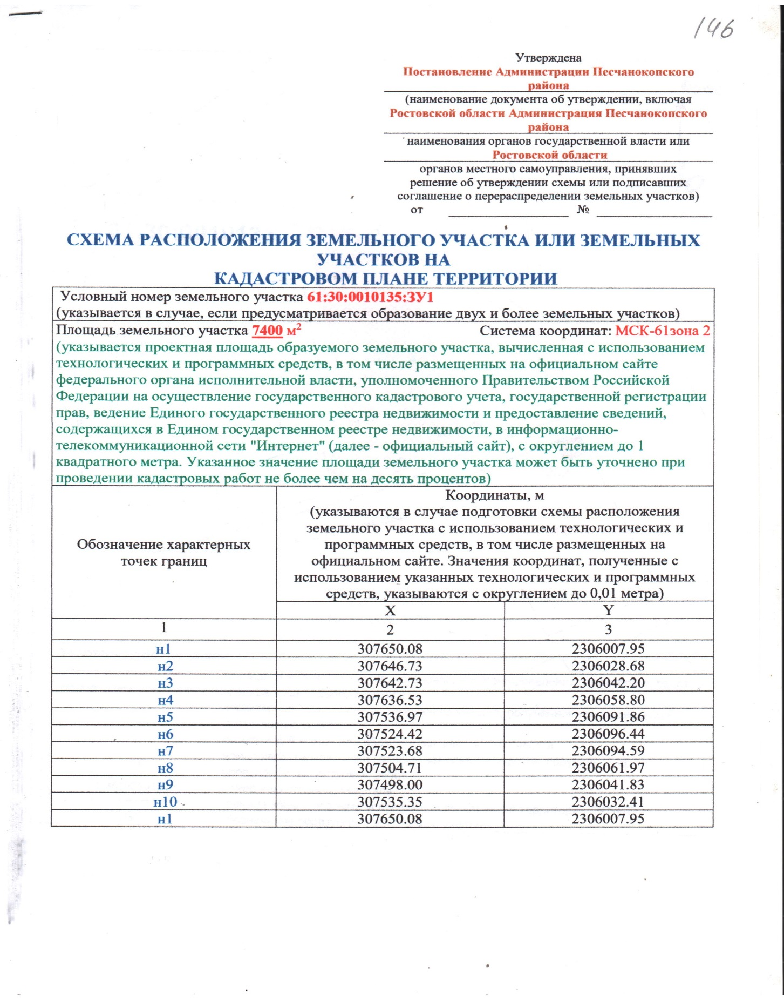 146
Утверждена
Постановление Администрации Песчанокопского
района
(наименование документа об утверждении, включая
Ростовской области Администрация Песчанокопского
района
наименования органов государственной власти или
Ростовской области
органов местного самоуправления, принявших
решение об утверждении схемы или подписавших
соглашение о перераспределении земельных участков)
от №
СХЕМА РАСПОЛОЖЕНИЯ ЗЕМЕЛЬНОГО УЧАСТКА ИЛИ ЗЕМЕЛЬНЫХ
УЧАСТКОВ НА
КАДАСТРОВОМ ПЛАНЕ ТЕРРИТОРИИ
Условный номер земельного участка 61:30:0010135:ЗУ1
(указывается в случае, если предусматривается образование двух и более земельных участков)
Площадь земельного участка 7400 м² Система координат: МСК-61зона 2
(указывается проектная площадь образуемого земельного участка, вычисленная с использованием
технологических и программных средств, в том числе размещенных на официальном сайте
федерального органа исполнительной власти, уполномоченного Правительством Российской
Федерации на осуществление государственного кадастрового учета, государственной регистрации
прав, ведение Единого государственного реестра недвижимости и предоставление сведений,
содержащихся в Едином государственном реестре недвижимости, в информационно-
телекоммуникационной сети "Интернет" (далее - официальный сайт), с округлением до 1
квадратного метра. Указанное значение площади земельного участка может быть уточнено при
проведении кадастровых работ не более чем на десять процентов)
Обозначение характерных
точек границ
Координаты, м
(указываются в случае подготовки схемы расположения
земельного участка с использованием технологических и
программных средств, в том числе размещенных на
официальном сайте. Значения координат, полученные с
использованием указанных технологических и программных
средств, указываются с округлением до 0,01 метра)
X Y
1 2 3
н1 307650.08 2306007.95
н2 307646.73 2306028.68
н3 307642.73 2306042.20
н4 307636.53 2306058.80
н5 307536.97 2306091.86
н6 307524.42 2306096.44
н7 307523.68 2306094.59
н8 307504.71 2306061.97
н9 307498.00 2306041.83
н10 307535.35 2306032.41
н1 307650.08 2306007.95